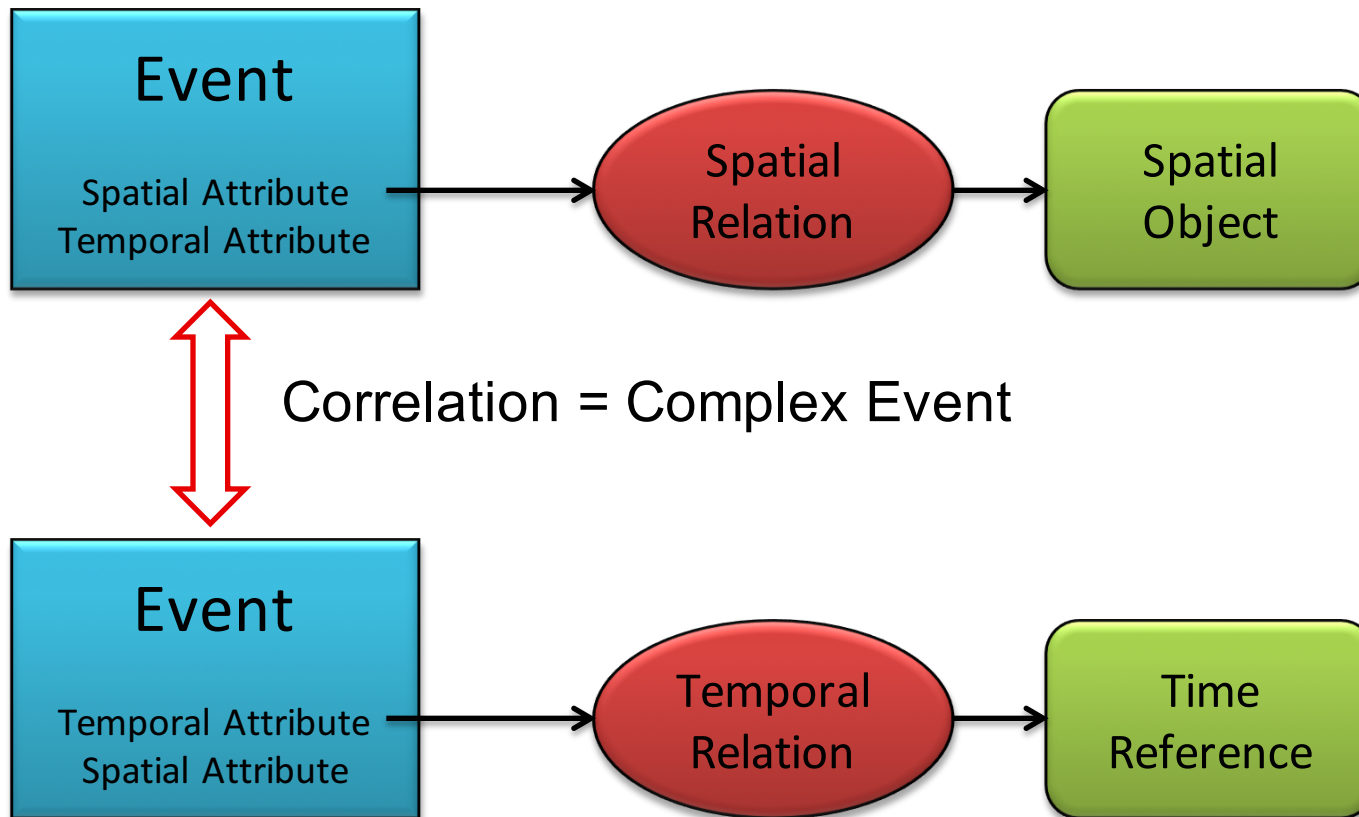 Event
Spatial Attribute
Temporal Attribute
Spatial
Relation
Spatial
Object
Correlation = Complex Event
Event
Temporal Attribute
Spatial Attribute
Temporal
Relation
Time
Reference